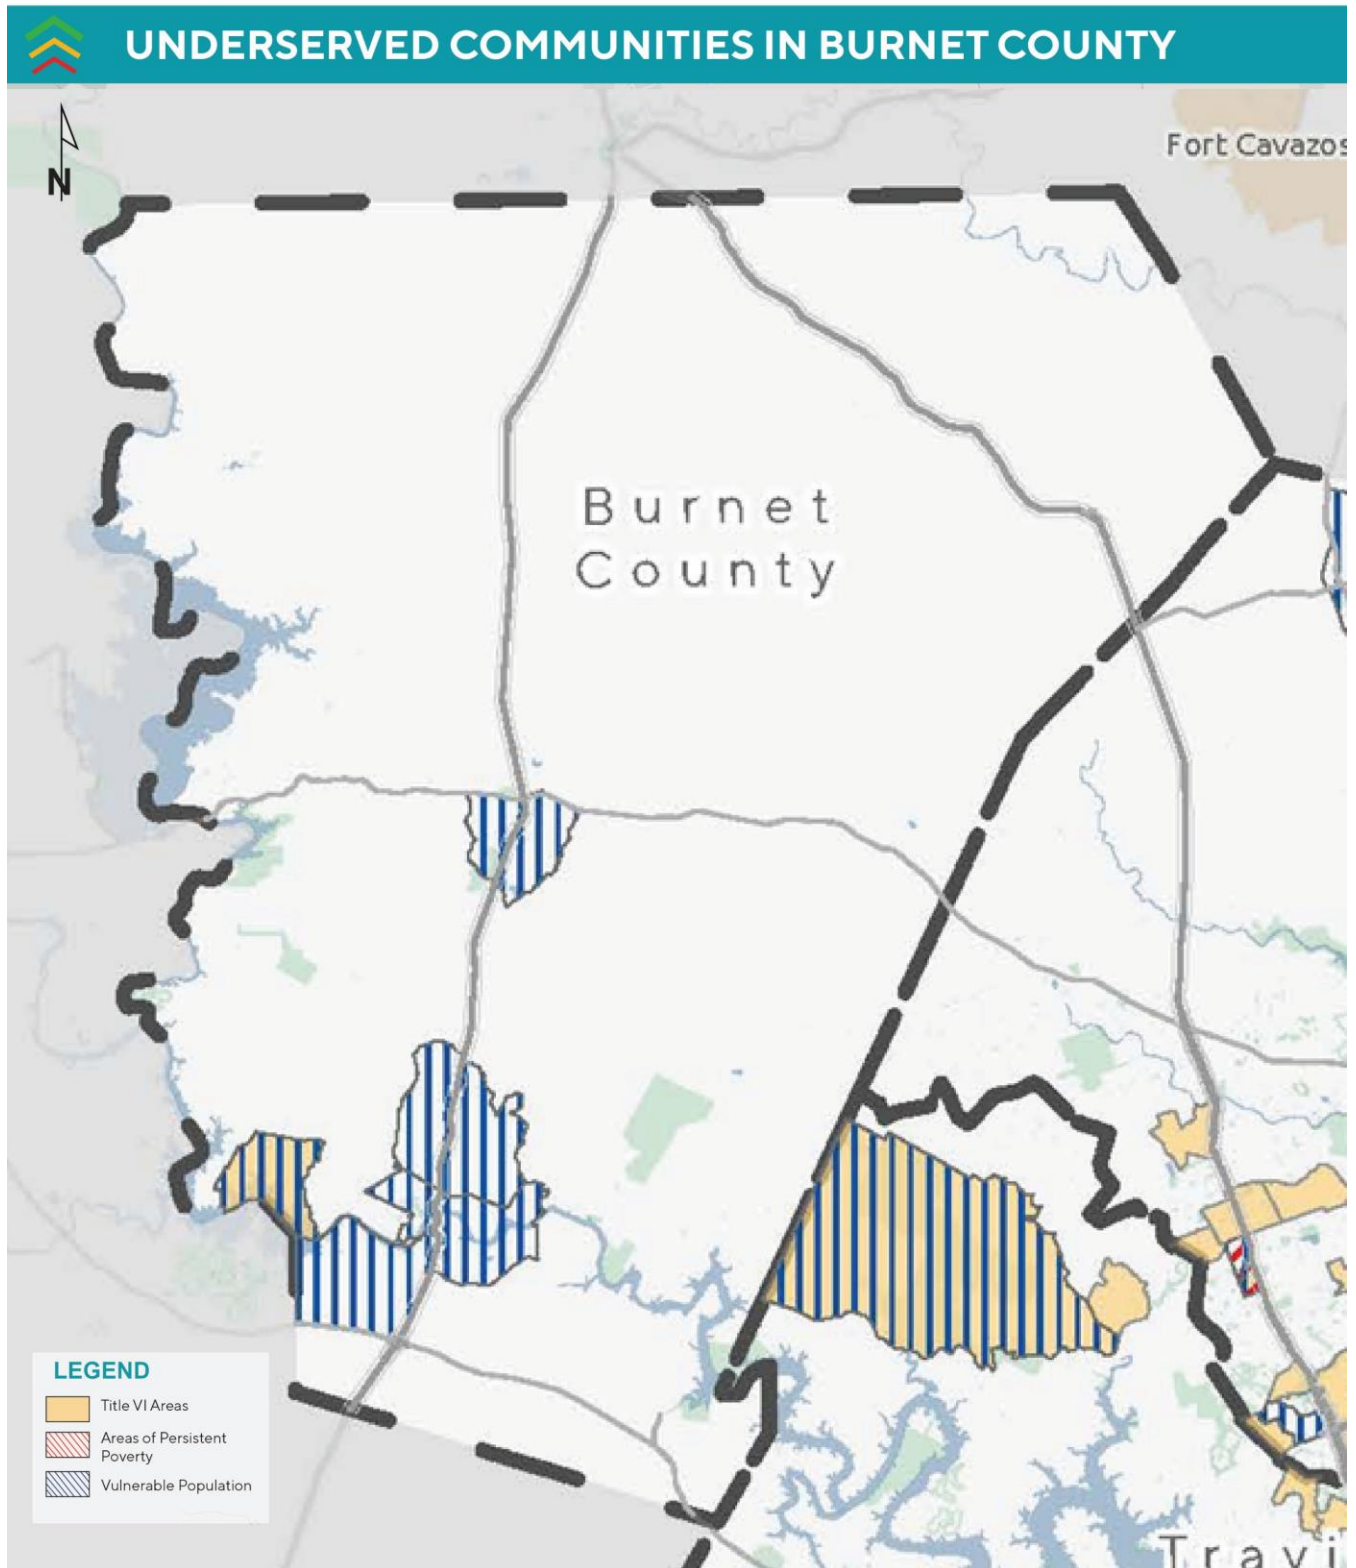 UNDERSERVED COMMUNITIES IN BURNET COUNTY
N
Fort Cavazos
Burnet
County
LEGEND
Title VI Areas
Areas of Persistent
Poverty
Vulnerable Population
Travi